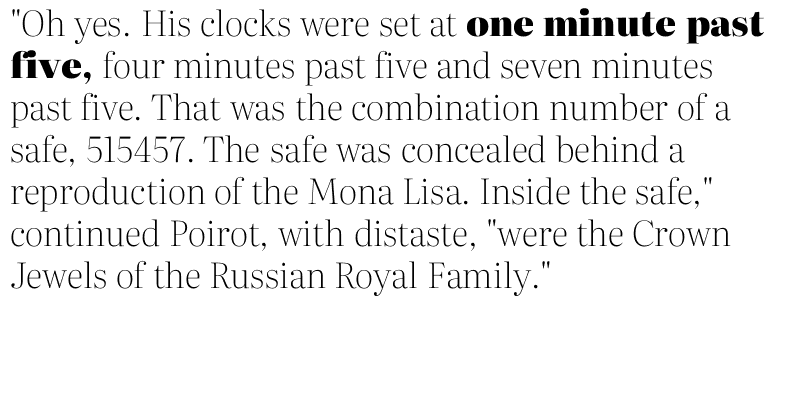 "Oh yes. His clocks were set at one minute past
five, four minutes past five and seven minutes
past five. That was the combination number of a
safe, 515457. The safe was concealed behind a
reproduction of the Mona Lisa. Inside the safe,"
continued Poirot, with distaste, "were the Crown
Jewels of the Russian Royal Family."